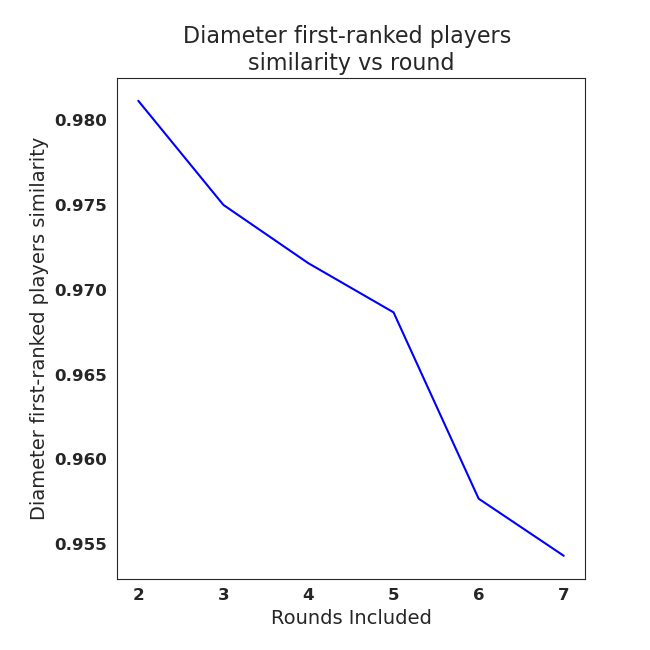 Diameter first-ranked players
similarity vs round
Diameter first-ranked players similarity
0.980
0.975
0.970
0.965
0.960
0.955
2 3 4 5 6 7
Rounds Included